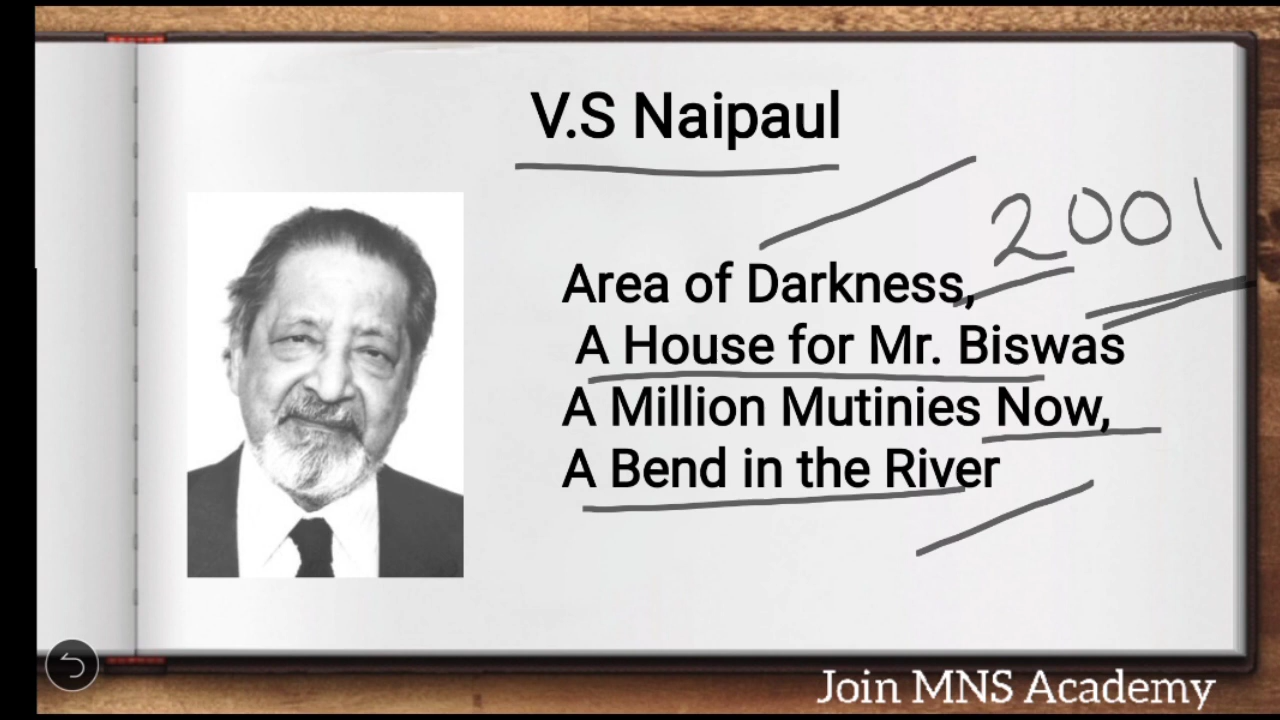 V.S Naipaul
2001
Area of Darkness,
A House for Mr. Biswas
A Million Mutinies Now,
A Bend in the River
Join MNS Academy